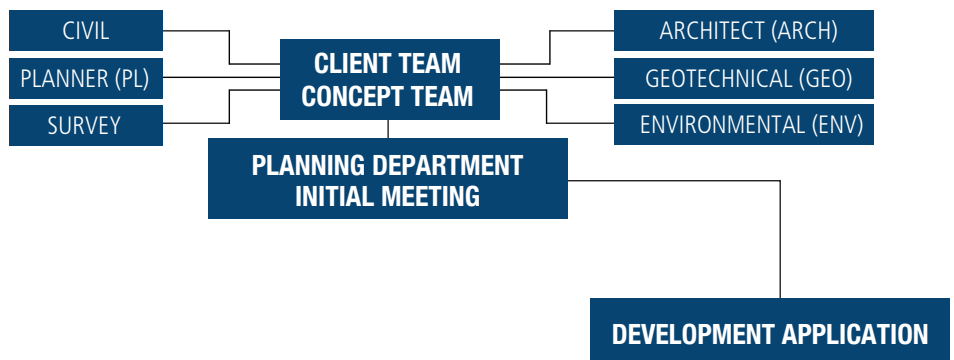 CIVIL
PLANNER (PL)
SURVEY
CLIENT TEAM
CONCEPT TEAM
ARCHITECT (ARCH)
GEOTECHNICAL (GEO)
ENVIRONMENTAL (ENV)
PLANNING DEPARTMENT
INITIAL MEETING
DEVELOPMENT APPLICATION